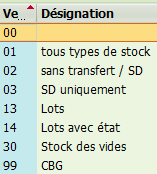 Ve... Désignation
00
01 tous types de stock
02 sans transfert / SD
03 SD uniquement
13 Lots
14 Lots avec état
30 Stock des vides
99 CBG